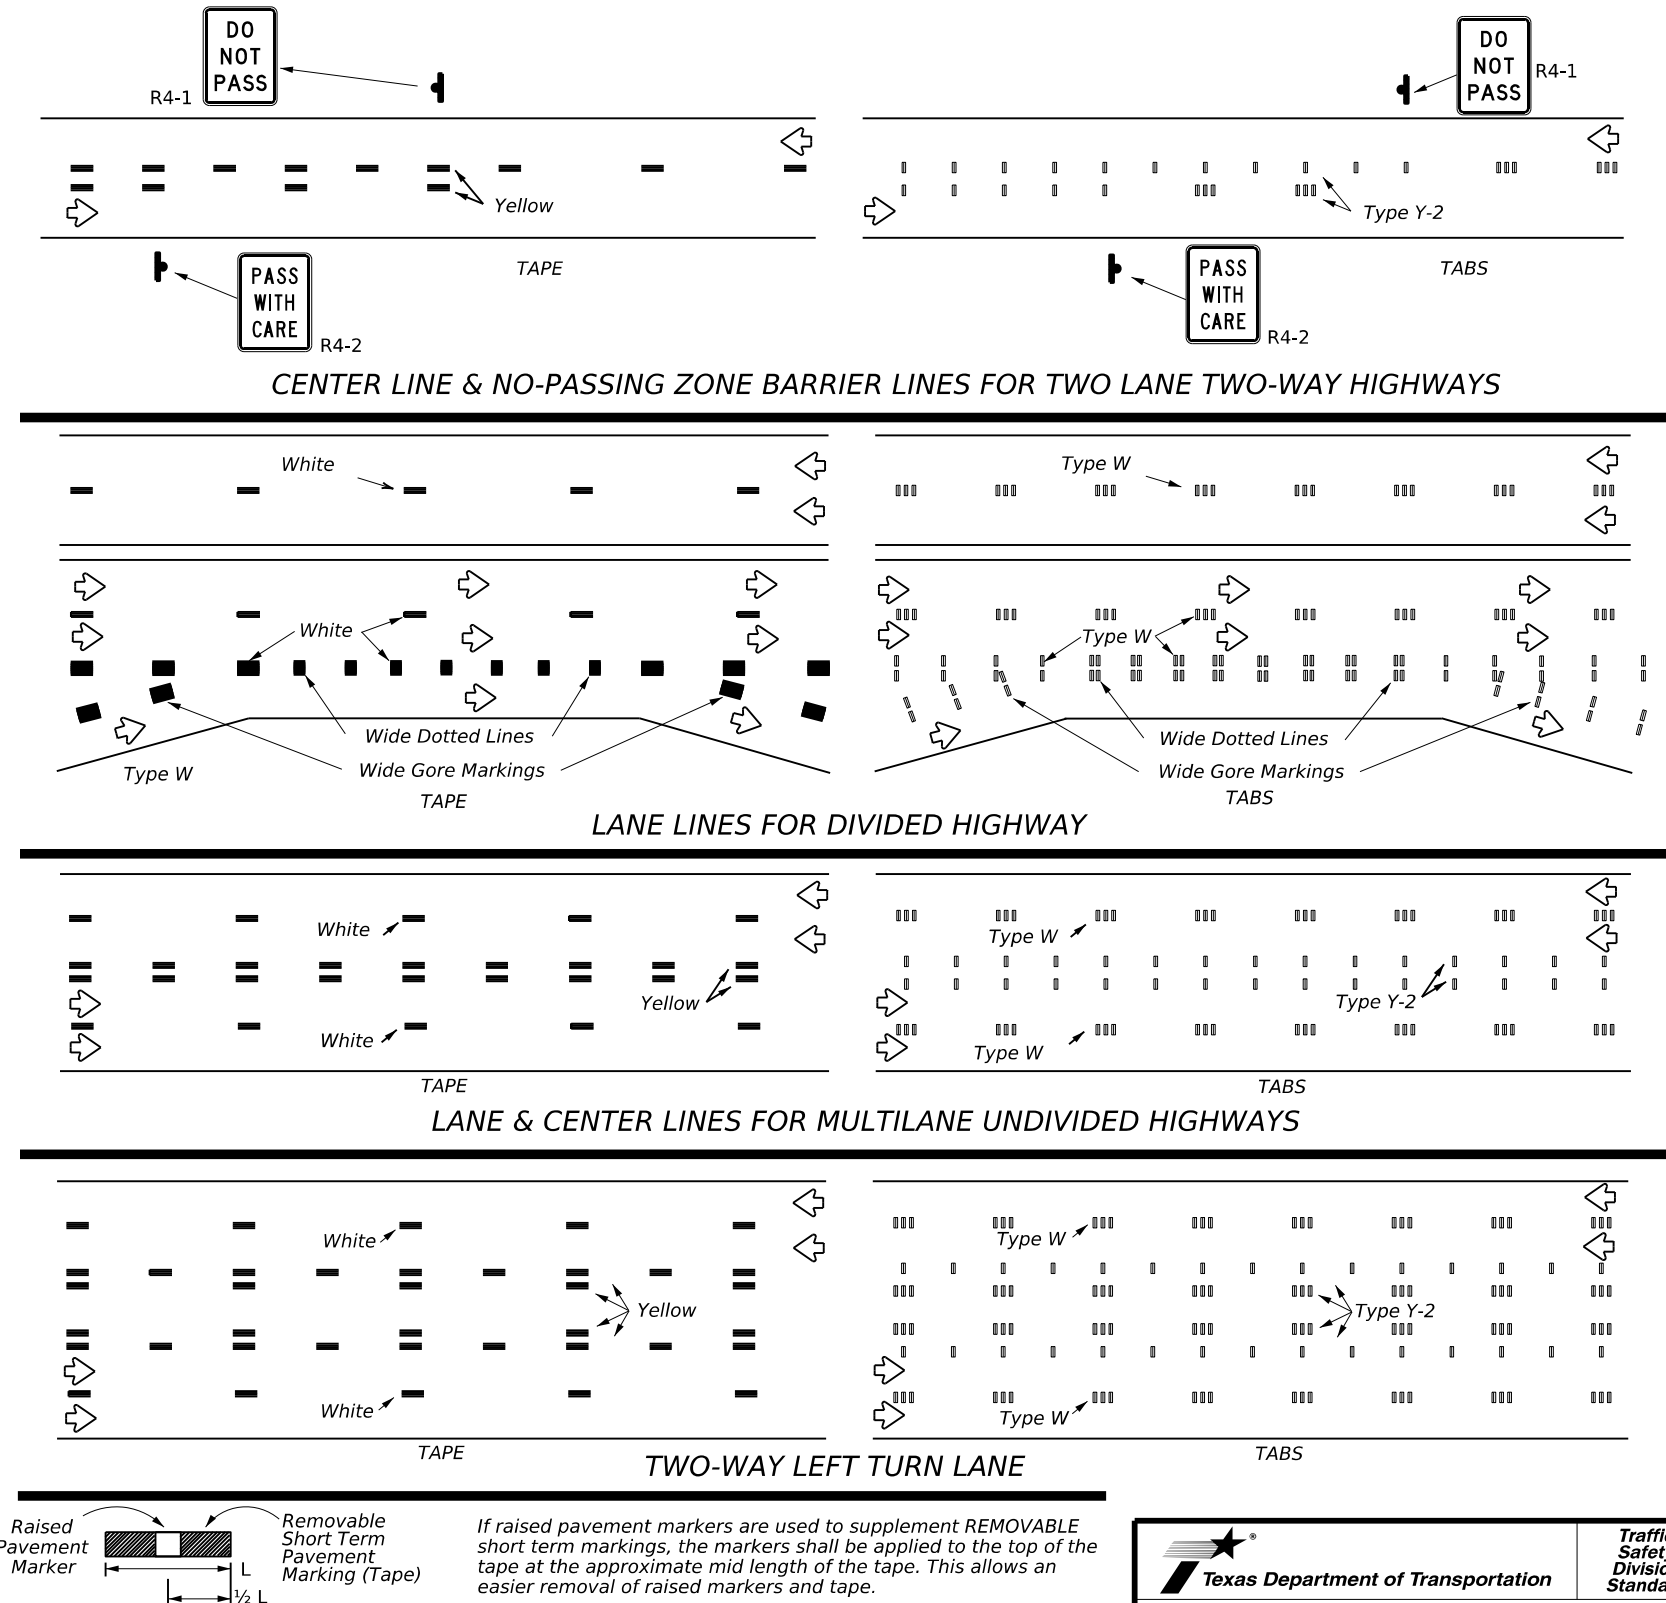 DO
NOT
PASS
R4-1
DO
NOT
PASS
R4-1
Yellow
Type Y-2
TAPE
TABS
PASS
WITH
CARE
R4-2
PASS
WITH
CARE
R4-2
CENTER LINE & NO-PASSING ZONE BARRIER LINES FOR TWO LANE TWO-WAY HIGHWAYS
White
Type W
White
Type W
Wide Dotted Lines
Wide Gore Markings
Type W
TAPE
Wide Dotted Lines
Wide Gore Markings
TABS
LANE LINES FOR DIVIDED HIGHWAY
White
Type W
Yellow
Type Y-2
White
Type W
TAPE
TABS
LANE & CENTER LINES FOR MULTILANE UNDIVIDED HIGHWAYS
White
Type W
Yellow
Type Y-2
White
Type W
TAPE
TABS
TWO-WAY LEFT TURN LANE
Raised
Pavement
Marker
Removable
Short Term
Pavement
Marking (Tape)
L
½ L
If raised pavement markers are used to supplement REMOVABLE
short term markings, the markers shall be applied to the top of the
tape at the approximate mid length of the tape. This allows an
easier removal of raised markers and tape.
®
Texas Department of Transportation
Traffic
Safety
Division
Standard